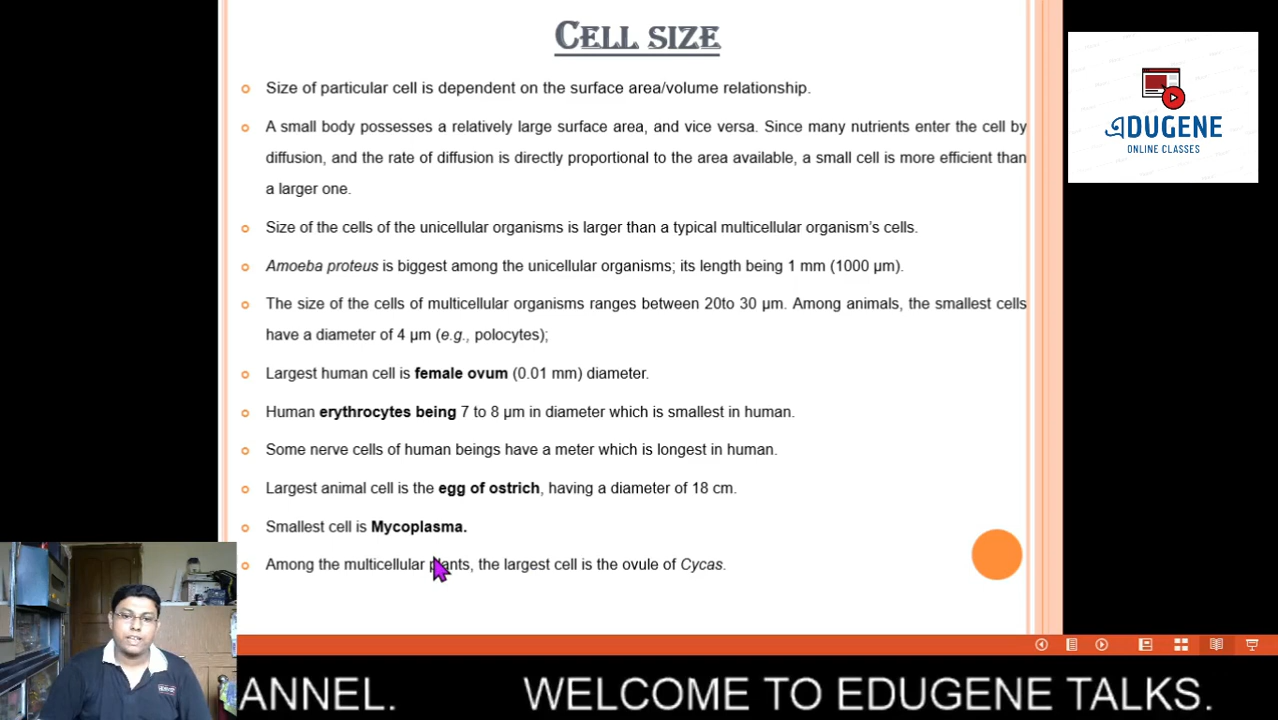 CELL SIZE
Size of particular cell is dependent on the surface area/volume relationship.
A small body possesses a relatively large surface area, and vice versa. Since many nutrients enter the cell by
diffusion, and the rate of diffusion is directly proportional to the area available, a small cell is more efficient than
a larger one.
Size of the cells of the unicellular organisms is larger than a typical multicellular organism's cells.
Amoeba proteus is biggest among the unicellular organisms; its length being 1 mm (1000 μm).
The size of the cells of multicellular organisms ranges between 20to 30 μm. Among animals, the smallest cells
have a diameter of 4 μm (e.g., polocytes);
Largest human cell is female ovum (0.01 mm) diameter.
Human erythrocytes being 7 to 8 μm in diameter which is smallest in human.
Some nerve cells of human beings have a meter which is longest in human.
Largest animal cell is the egg of ostrich, having a diameter of 18 cm.
Smallest cell is Mycoplasma.
Among the multicellular plants, the largest cell is the ovule of Cycas.
EDUGENE
ONLINE CLASSES
ANNEL. WELCOME TO EDUGENE TALKS.